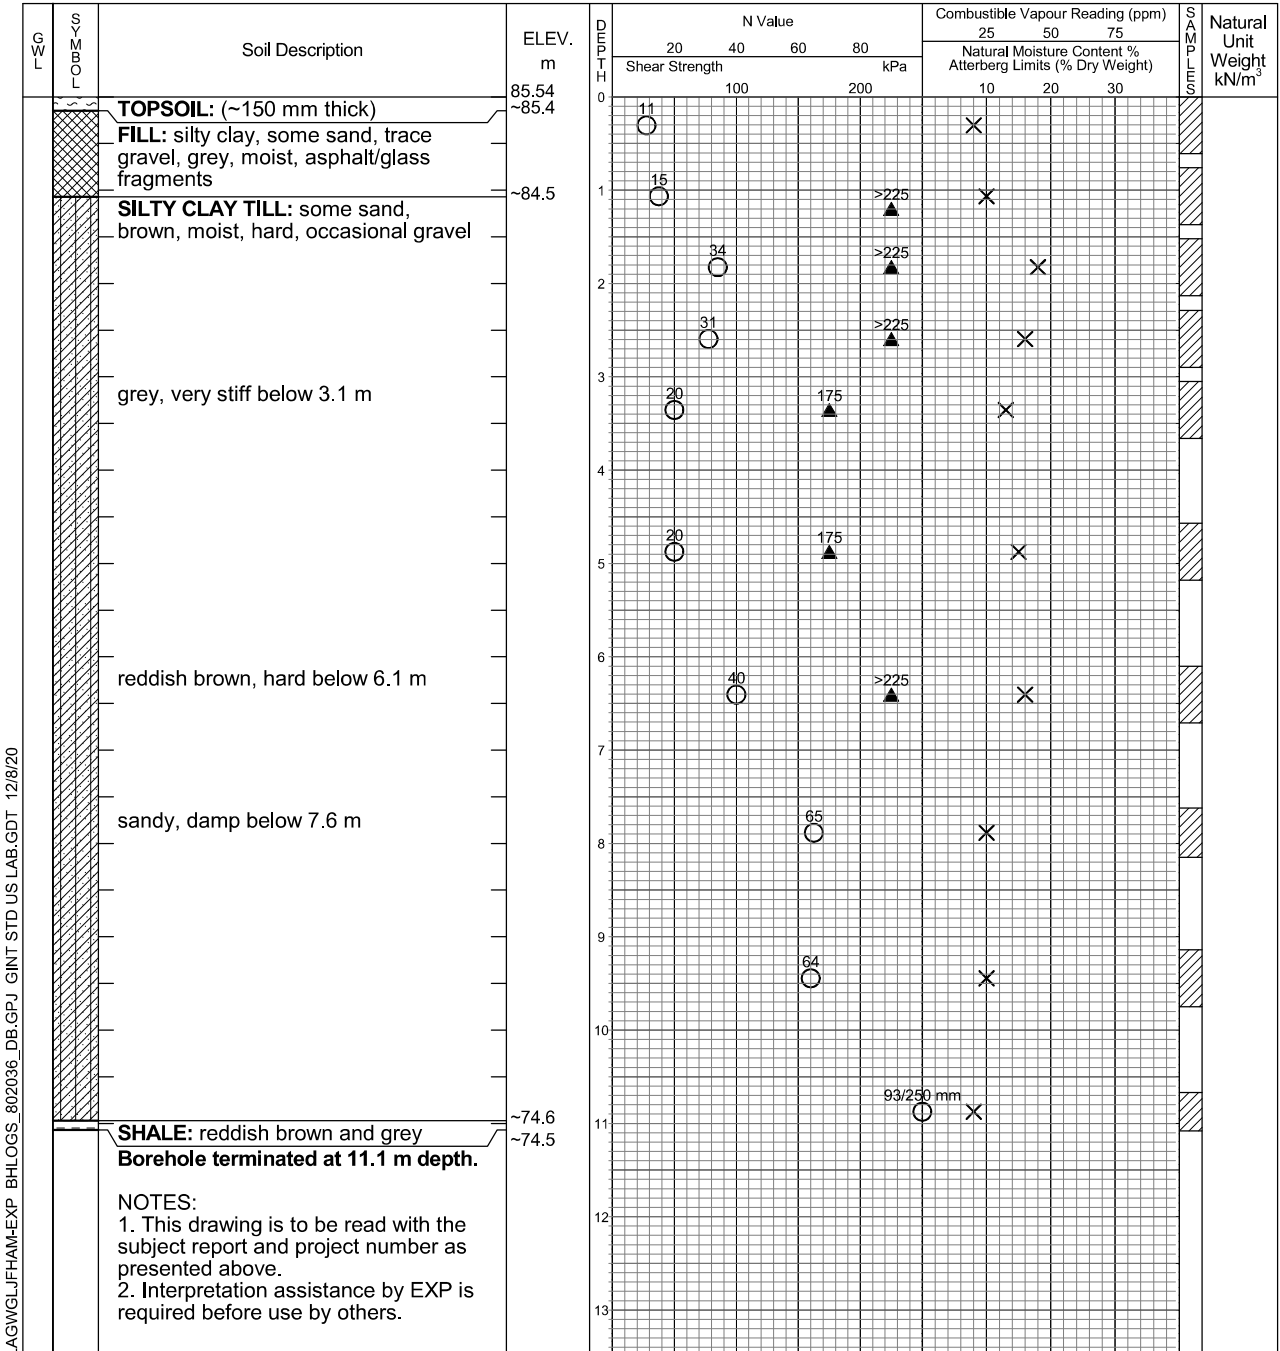 GWL
SYMBOL
Soil Description
ELEV.
m
DEPTH
N Value
20 40 60 80
Shear Strength kPa
100 200
Combustible Vapour Reading (ppm)
25 50 75
Natural Moisture Content %
Atterberg Limits (% Dry Weight)
10 20 30
SAMPLES
Natural
Unit
Weight
kN/m³
85.54
0
TOPSOIL: (~150 mm thick)
~85.4
11
FILL: silty clay, some sand, trace
gravel, grey, moist, asphalt/glass
fragments
15
1
~84.5
>225
SILTY CLAY TILL: some sand,
brown, moist, hard, occasional gravel
34
>225
2
31
>225
3
grey, very stiff below 3.1 m
20
175
4
20
175
5
6
reddish brown, hard below 6.1 m
40
>225
7
sandy, damp below 7.6 m
65
8
9
64
10
93/250 mm
~74.6
11
SHALE: reddish brown and grey
~74.5
Borehole terminated at 11.1 m depth.
NOTES:
1. This drawing is to be read with the
subject report and project number as
presented above.
2. Interpretation assistance by EXP is
required before use by others.
12
13
AGWGLJFHAM-EXP BHLOGS_802036_DB.GPJ GINT STD US LAB.GDT 12/8/20